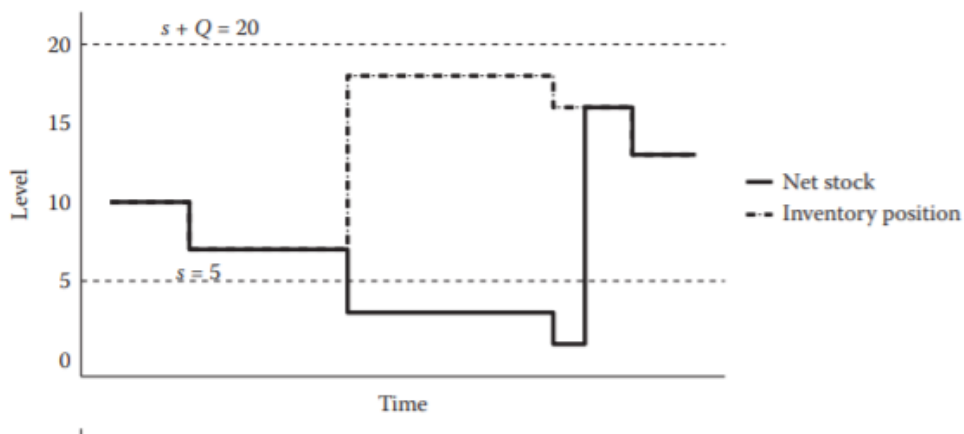 s + Q = 20
20
15
10
5
0
Level
s = 5
Time
Net stock
Inventory position